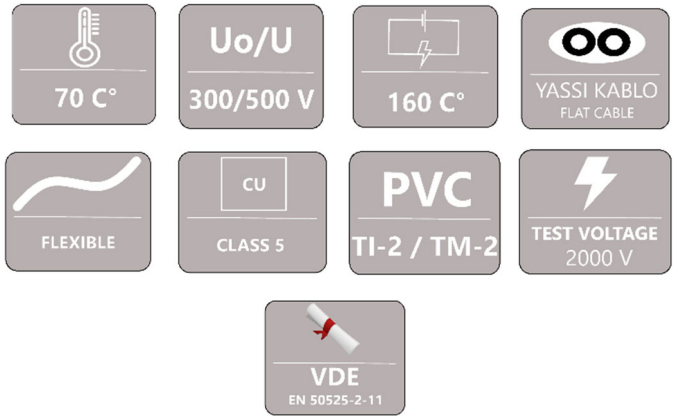 70 C°
Uo/U
300/500 V
160 C°
YASSI KABLO
FLAT CABLE
FLEXIBLE
CU
CLASS 5
PVC
TI-2 / TM-2
TEST VOLTAGE
2000 V
VDE
EN 50525-2-11